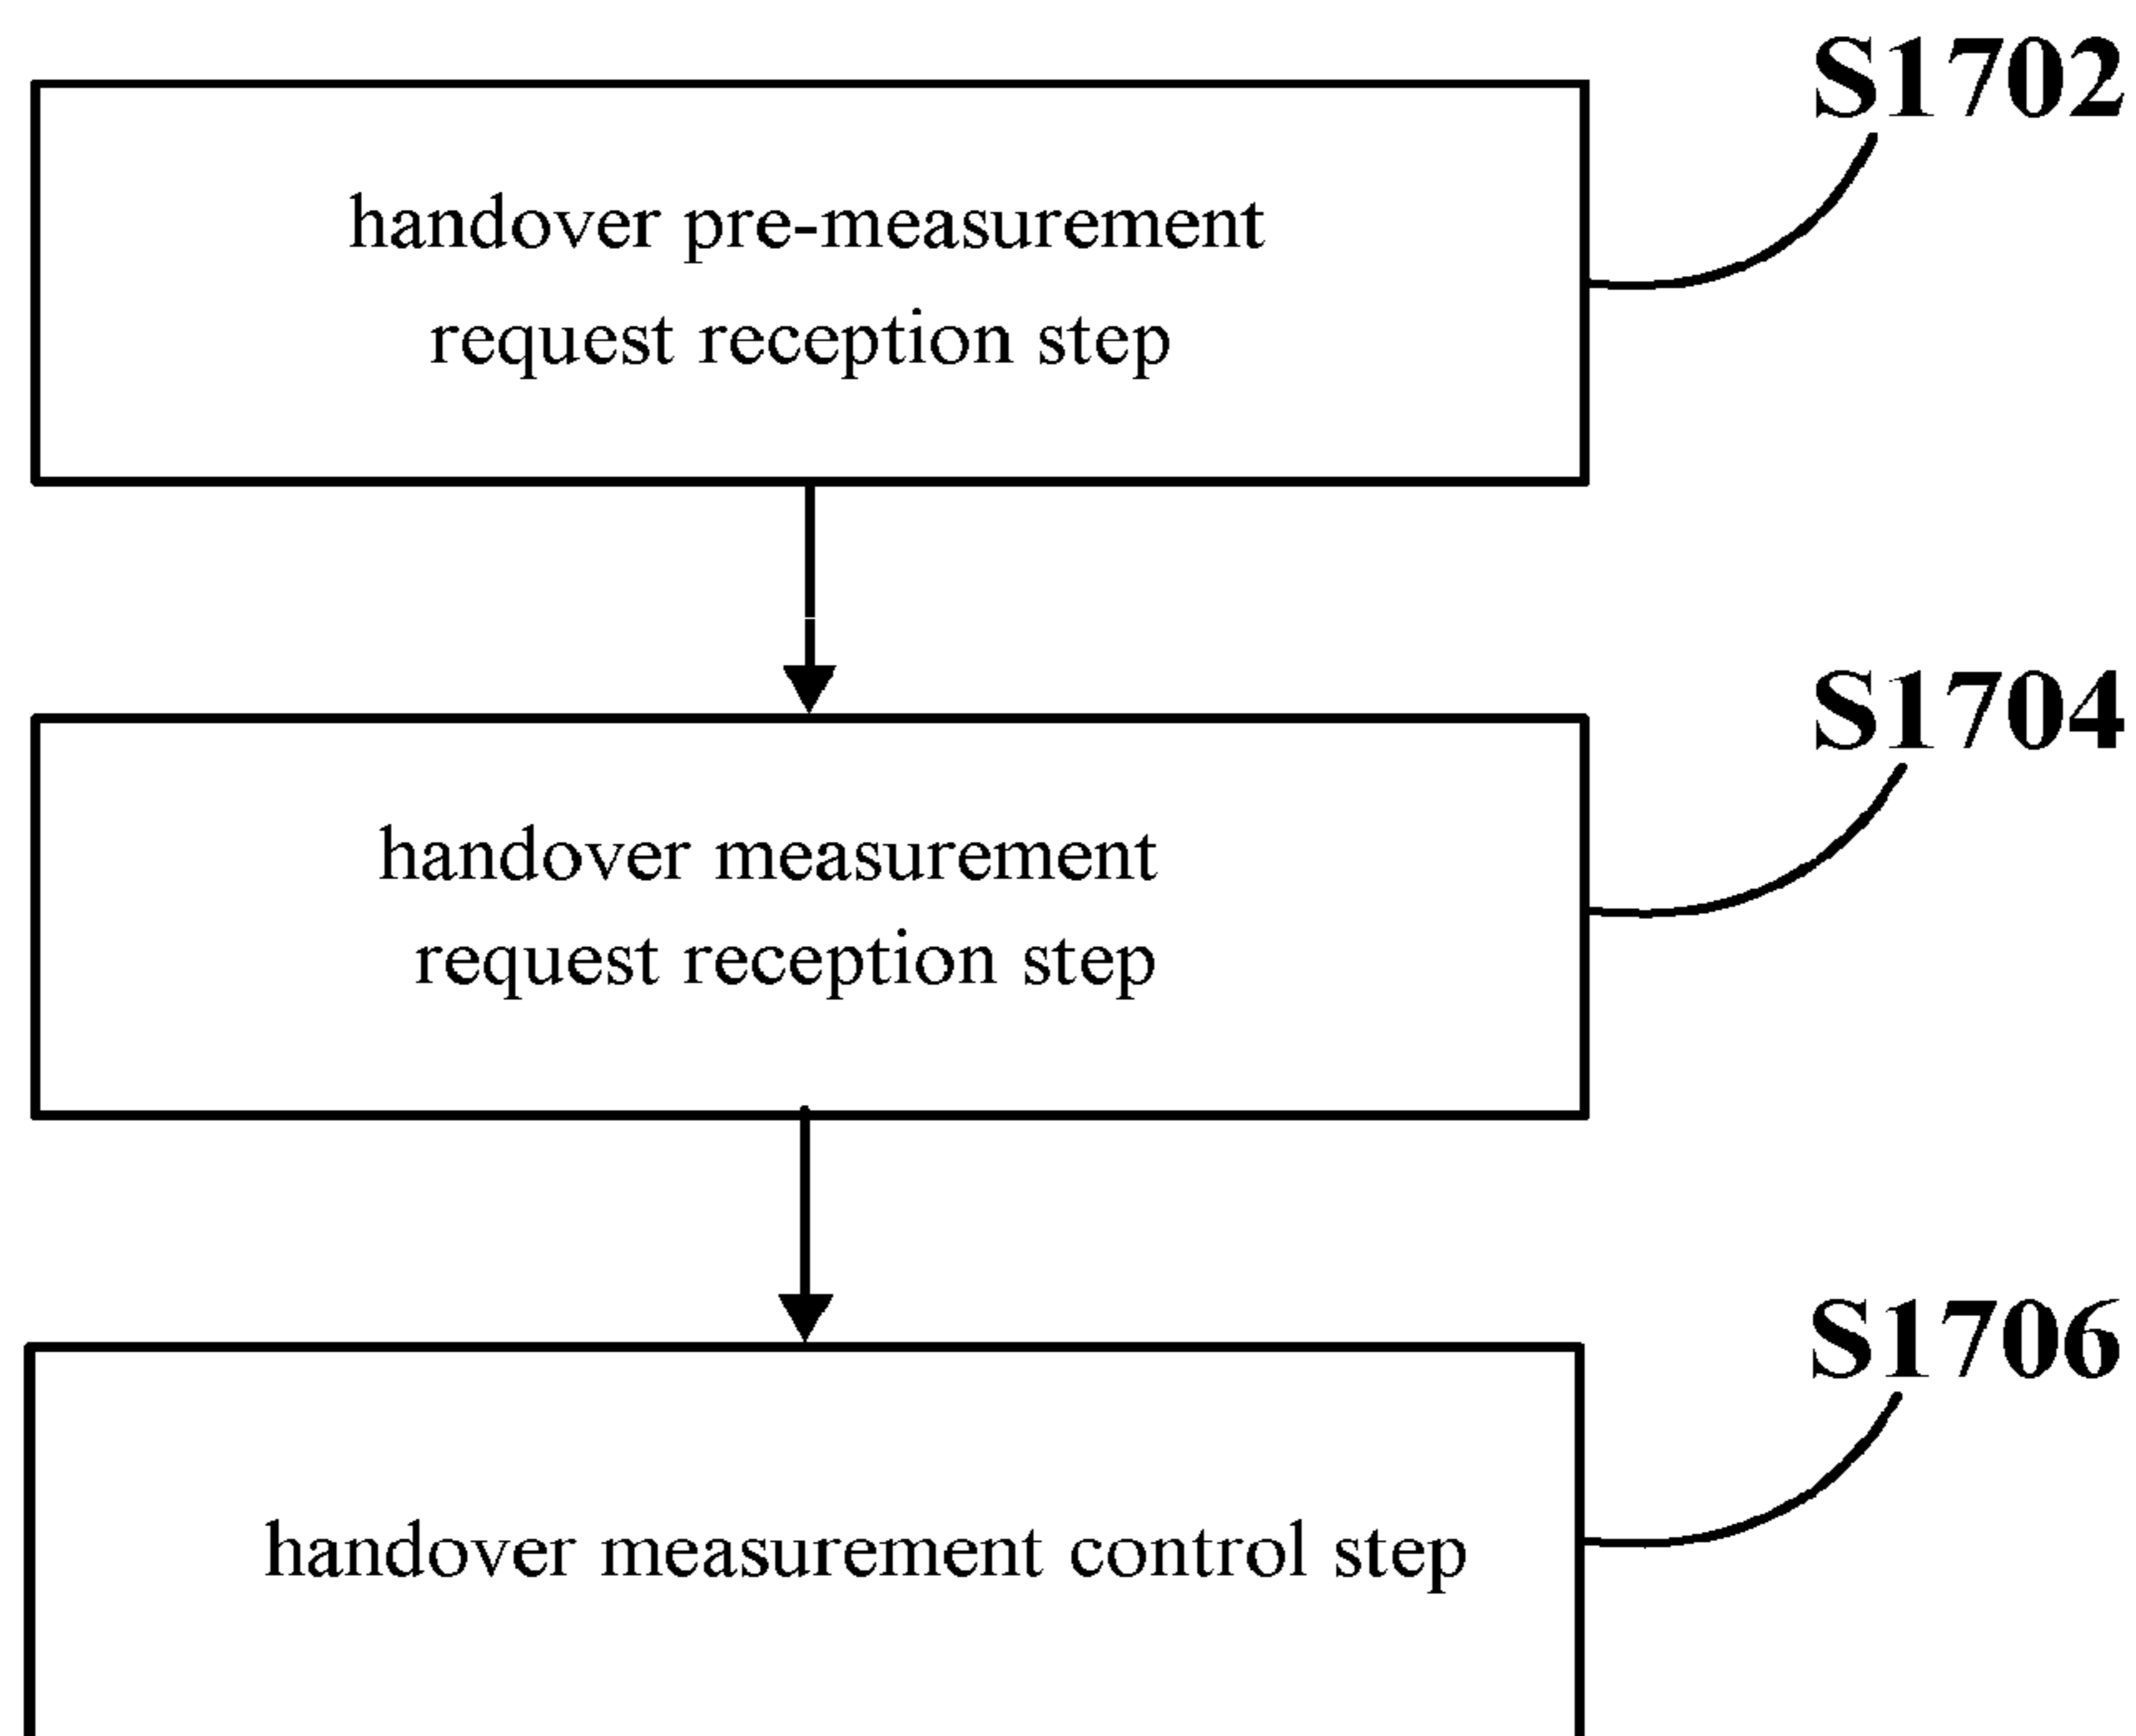 S1702
handover pre-measurement
request reception step
S1704
handover measurement
request reception step
S1706
handover measurement control step